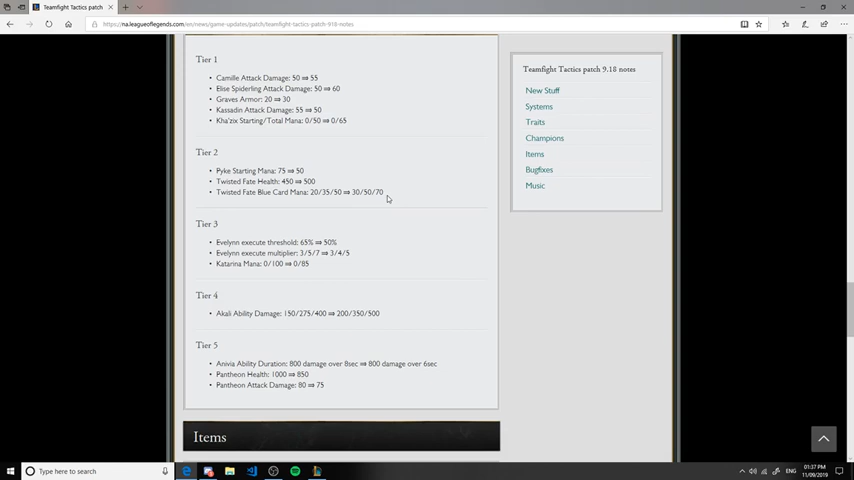 Teamfight Tactics patch
https://na.leagueoflegends.com/en/news/game-updates/patch/teamfight-tactics-patch-918-notes
Tier 1
Camille Attack Damage: 50 ⇒ 55
Elise Spiderling Attack Damage: 50 ⇒ 60
Graves Armor: 20 ⇒ 30
Kassadin Attack Damage: 55 ⇒ 50
Kha'zix Starting/Total Mana: 0/50 ⇒ 0/65
Tier 2
Pyke Starting Mana: 75 ⇒ 50
Twisted Fate Health: 450 ⇒ 500
Twisted Fate Blue Card Mana: 20/35/50 ⇒ 30/50/70
Tier 3
Evelynn execute threshold: 65% ⇒ 50%
Evelynn execute multiplier: 3/5/7 ⇒ 3/4/5
Katarina Mana: 0/100 ⇒ 0/85
Tier 4
Akali Ability Damage: 150/275/400 ⇒ 200/350/500
Tier 5
Anivia Ability Duration: 800 damage over 8sec ⇒ 800 damage over 6sec
Pantheon Health: 1000 ⇒ 850
Pantheon Attack Damage: 80 ⇒ 75
Items
Teamfight Tactics patch 9.18 notes
New Stuff
Systems
Traits
Champions
Items
Bugfixes
Music
Type here to search
ENG
01:37 PM
11/09/2019